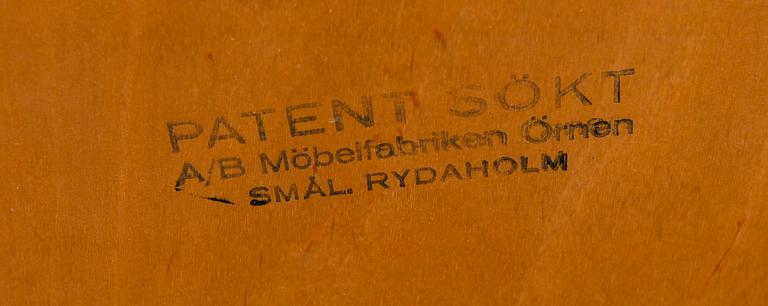 PATENT SÖKT
A/B Möbelfabriken Örnen
SMÅL. RYDAHOLM